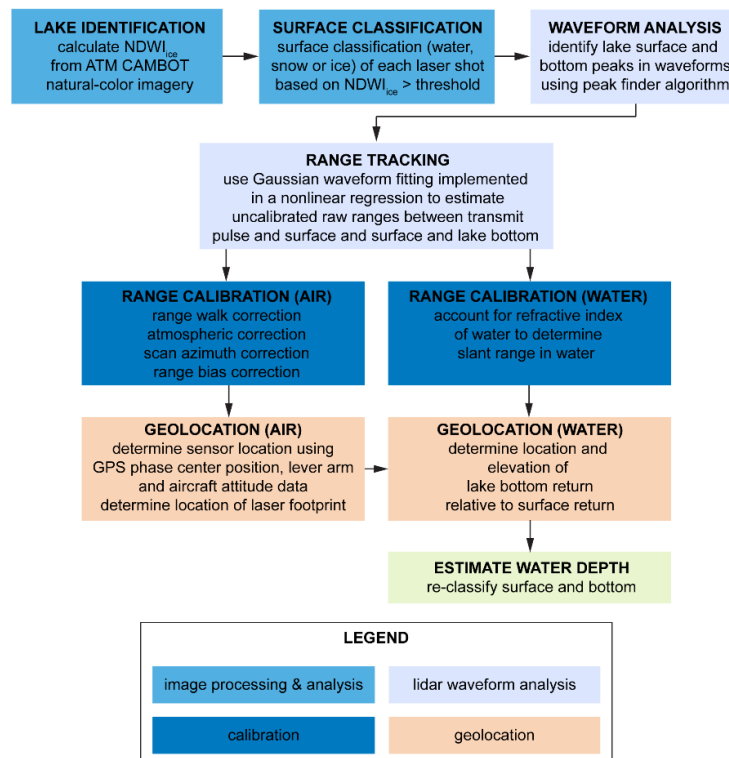 LAKE IDENTIFICATION
calculate NDWIice
from ATM CAMBOT
natural-color imagery
SURFACE CLASSIFICATION
surface classification (water,
snow or ice) of each laser shot
based on NDWIice > threshold
WAVEFORM ANALYSIS
identify lake surface and
bottom peaks in waveforms
using peak finder algorithm
RANGE TRACKING
use Gaussian waveform fitting implemented
in a nonlinear regression to estimate
uncalibrated raw ranges between transmit
pulse and surface and surface and lake bottom
RANGE CALIBRATION (AIR)
range walk correction
atmospheric correction
scan azimuth correction
range bias correction
RANGE CALIBRATION (WATER)
account for refractive index
of water to determine
slant range in water
GEOLOCATION (AIR)
determine sensor location using
GPS phase center position, lever arm
and aircraft attitude data
determine location of laser footprint
GEOLOCATION (WATER)
determine location and
elevation of
lake bottom return
relative to surface return
ESTIMATE WATER DEPTH
re-classify surface and bottom
LEGEND
image processing & analysis
lidar waveform analysis
calibration
geolocation